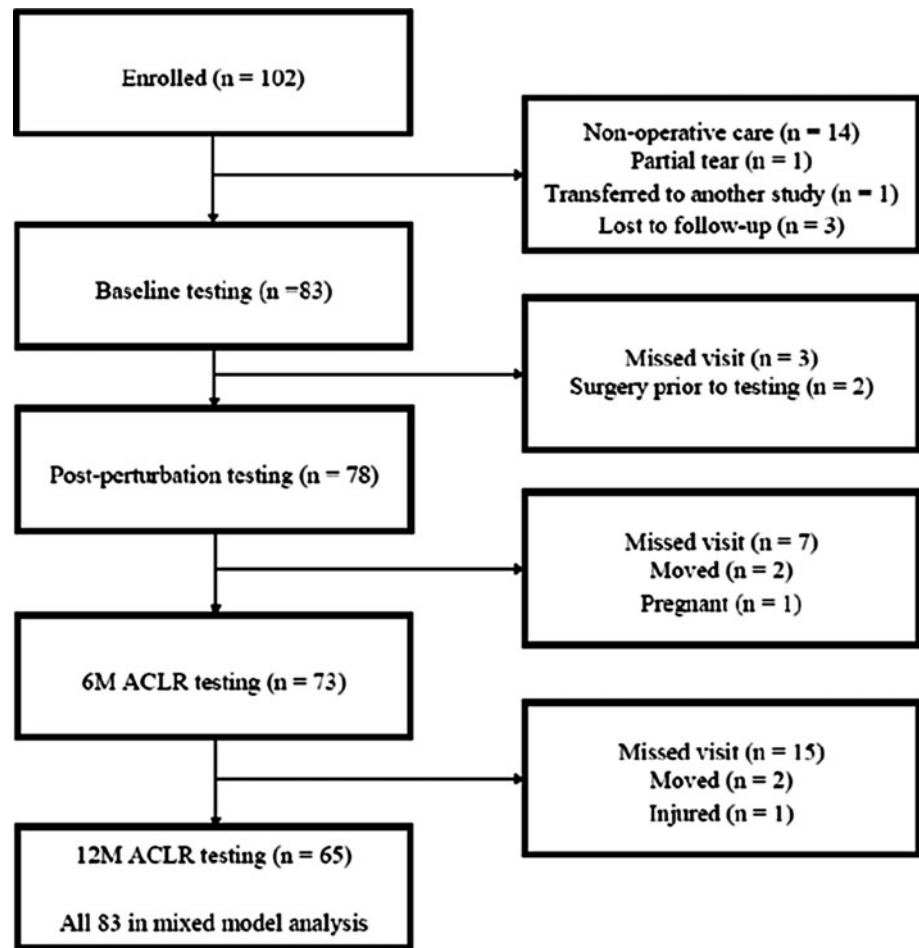 Enrolled (n = 102)
Non-operative care (n = 14)
Partial tear (n = 1)
Transferred to another study (n = 1)
Lost to follow-up (n = 3)
Baseline testing (n =83)
Missed visit (n = 3)
Surgery prior to testing (n = 2)
Post-perturbation testing (n = 78)
Missed visit (n = 7)
Moved (n = 2)
Pregnant (n = 1)
6M ACLR testing (n = 73)
Missed visit (n = 15)
Moved (n = 2)
Injured (n = 1)
12M ACLR testing (n = 65)
All 83 in mixed model analysis